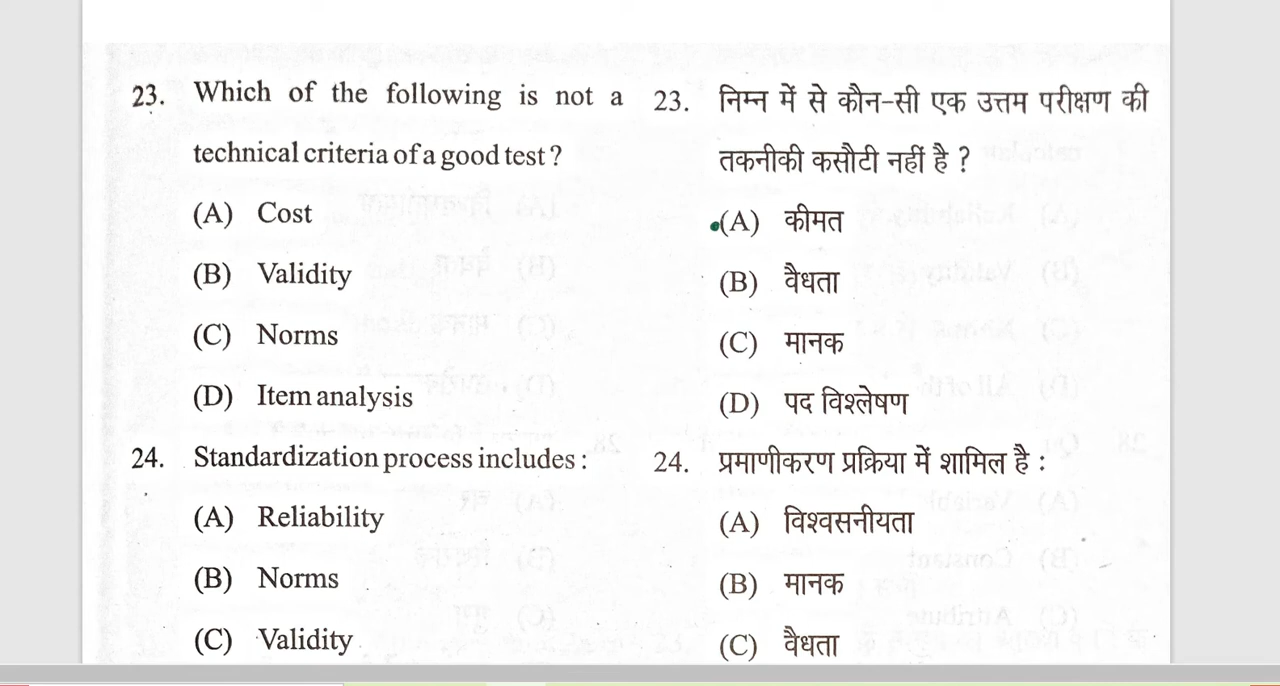 23. Which of the following is not a
technical criteria of a good test ?
(A) Cost
(B) Validity
(C) Norms
(D) Item analysis
24. Standardization process includes :
(A) Reliability
(B) Norms
(C) Validity
23. निम्न में से कौन-सी एक उत्तम परीक्षण की
तकनीकी कसौटी नहीं है ?
(A) कीमत
(B) वैधता
(C) मानक
(D) पद विश्लेषण
24. प्रमाणीकरण प्रक्रिया में शामिल है :
(A) विश्वसनीयता
(B) मानक
(C) वैधता